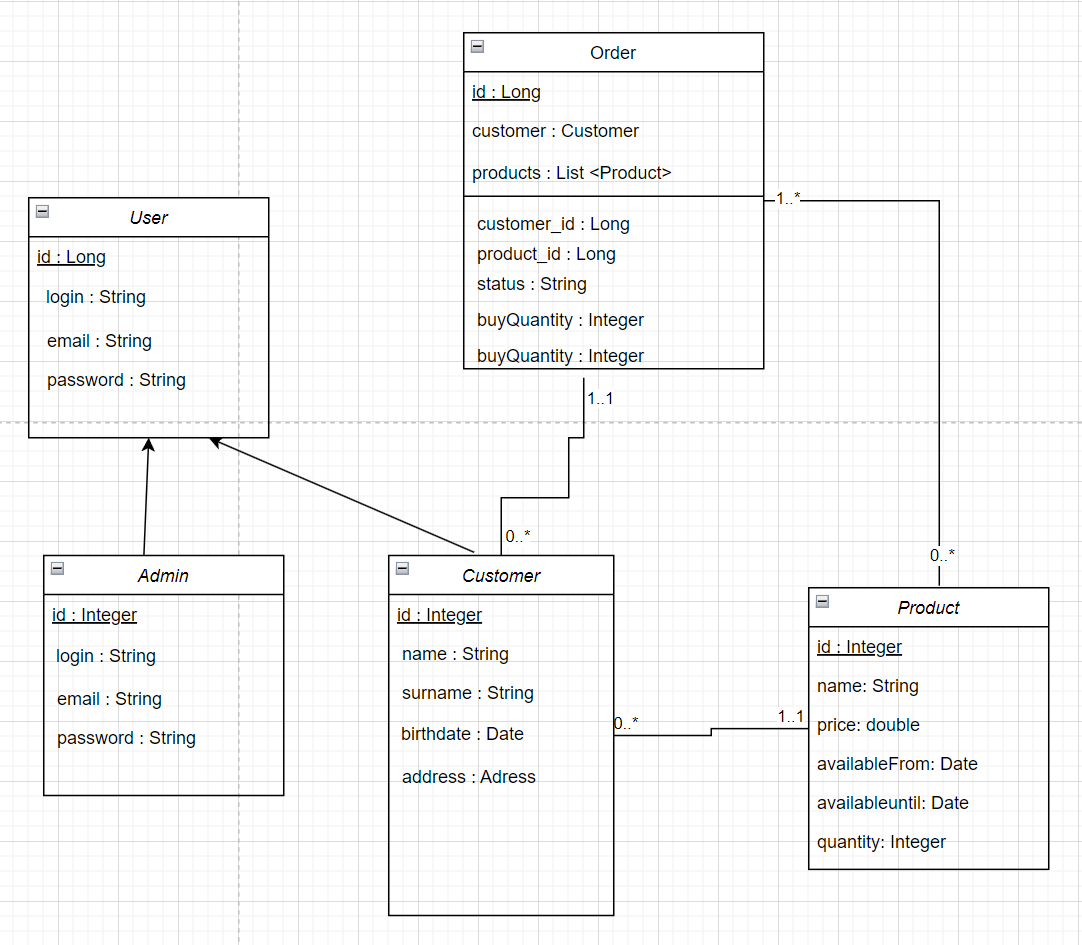 Order
id : Long
customer : Customer
products : List <Product>
customer_id : Long
product_id : Long
status : String
buyQuantity : Integer
buyQuantity : Integer
1..*
1..1
User
id : Long
login : String
email : String
password : String
0..*
0..*
Admin
id : Integer
login : String
email : String
password : String
Customer
id : Integer
name : String
surname : String
birthdate : Date
address : Adress
0..*
1..1
Product
id : Integer
name: String
price: double
availableFrom: Date
availableuntil: Date
quantity: Integer